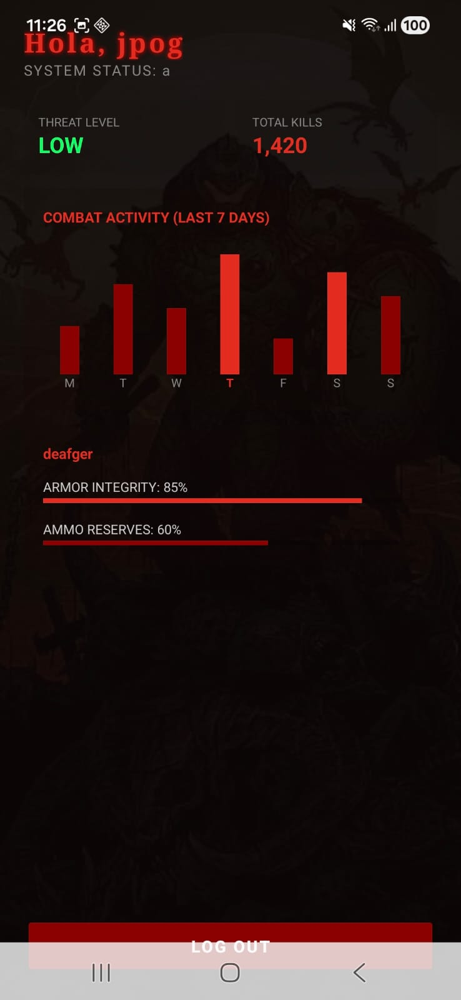 11:26
100
Hola, jpog
SYSTEM STATUS: a
THREAT LEVEL
LOW
TOTAL KILLS
1,420
COMBAT ACTIVITY (LAST 7 DAYS)
M T W T F S S
deafger
ARMOR INTEGRITY: 85%
AMMO RESERVES: 60%
LOG OUT